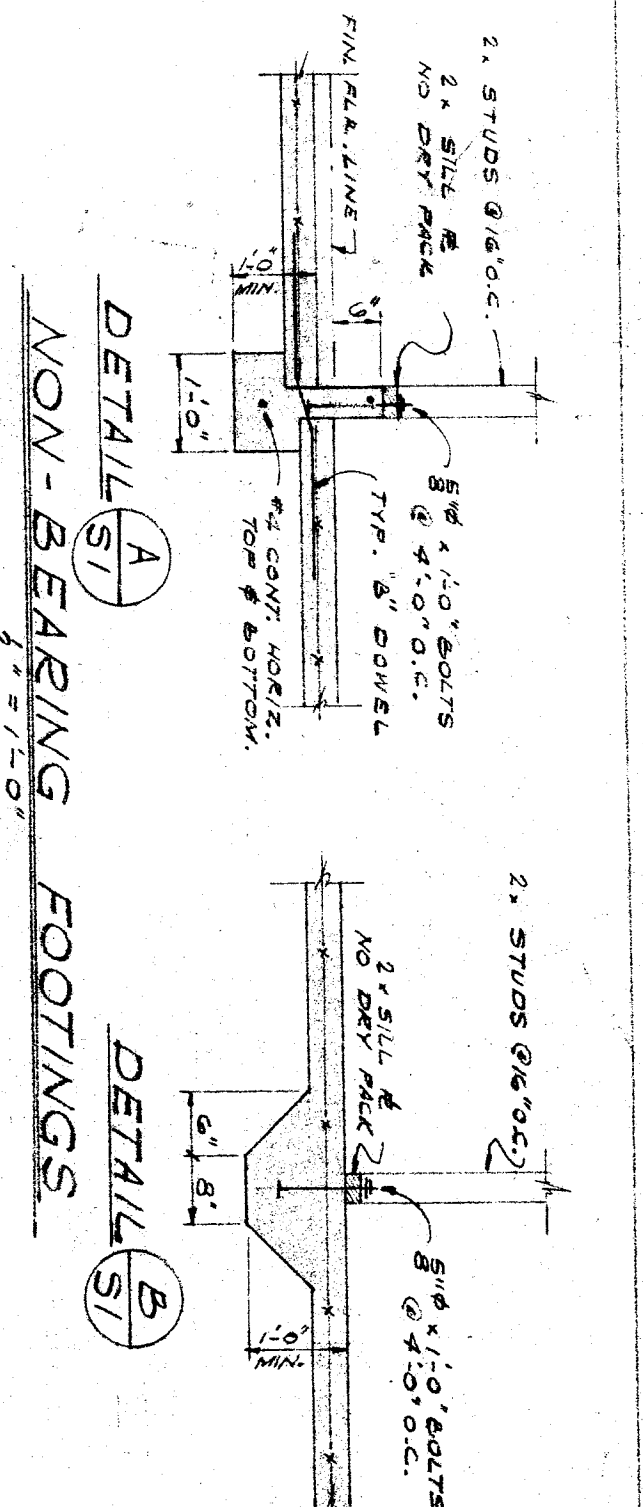 2x STUDS @ 16" O.C.
2x SILL ℄
NO DRY PACK
FIN. FLR. LINE
6"
1'-0"
MIN.
1'-0"
5/8"φ x 1'-0" BOLTS
@ 4'-0" O.C.
TYP. "B" DOWEL
#4 CONT. HORIZ.
TOP & BOTTOM.
DETAIL A
S1
2x STUDS @ 16" O.C.
2x SILL ℄
NO DRY PACK
5/8"φ x 1'-0" BOLTS
@ 4'-0" O.C.
6"
8"
1'-0"
MIN.
DETAIL B
S1
NON-BEARING FOOTINGS
" = 1'-0"